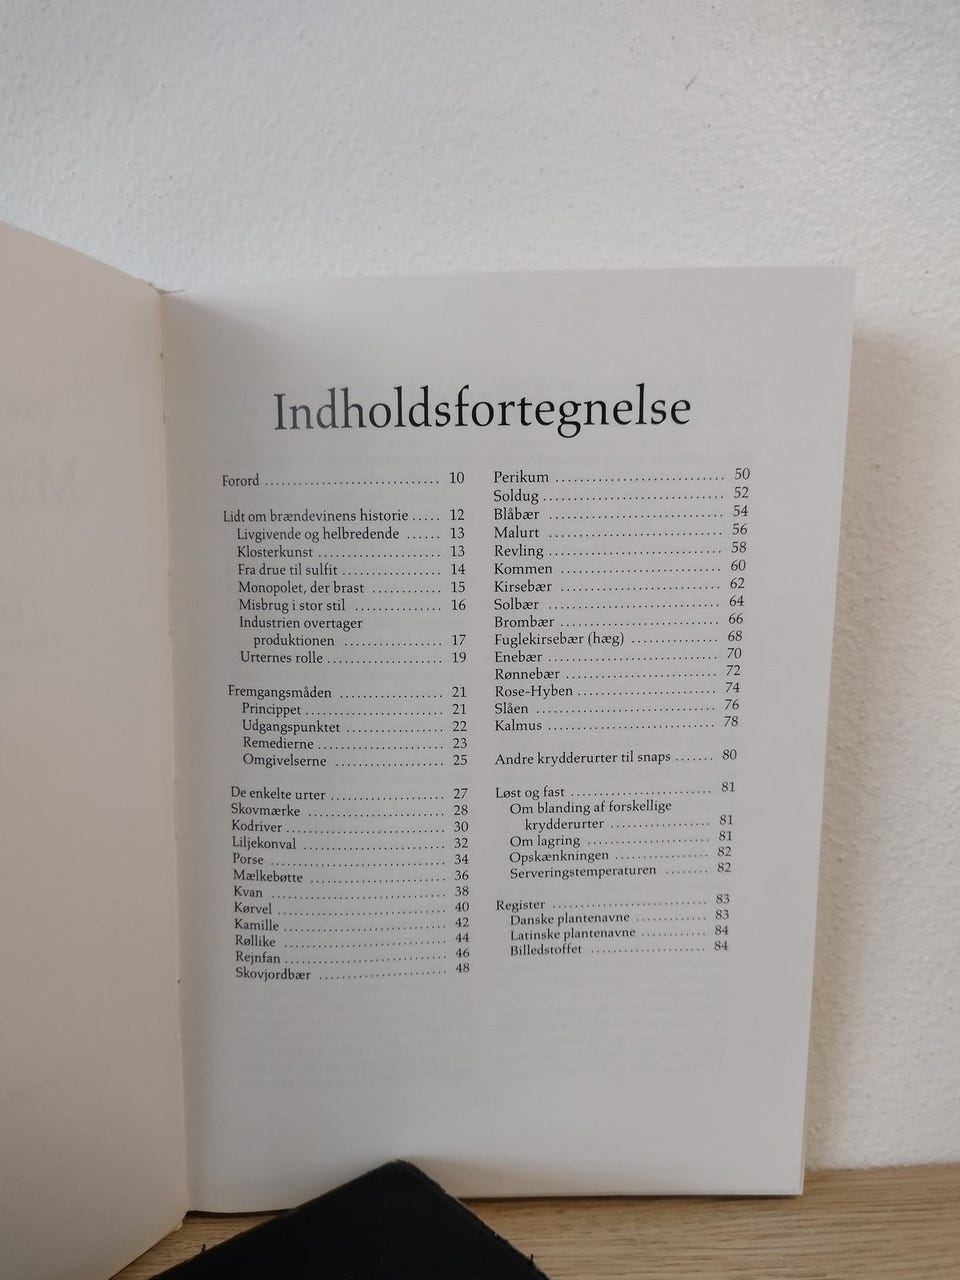 Indholdsfortegnelse
Forord ............................. 10
Lidt om brændevinens historie ..... 12
Livgivende og helbredende ...... 13
Klosterkunst ..................... 13
Fra drue til sulfit ................. 14
Monopolet, der brast ............ 15
Misbrug i stor stil ................ 16
Industrien overtager
produktionen ................. 17
Urternes rolle .................... 19
Fremgangsmåden .................. 21
Princippet ........................ 21
Udgangspunktet ................. 22
Remedierne ...................... 23
Omgivelserne .................... 25
De enkelte urter .................... 27
Skovmærke ........................ 28
Kodriver ............................ 30
Liljekonval ......................... 32
Porse ............................... 34
Mælkebøtte ........................ 36
Kvan ............................... 38
Kørvel .............................. 40
Kamille ............................. 42
Røllike .............................. 44
Rejnfan ............................. 46
Skovjordbær ....................... 48
Perikum ............................ 50
Soldug .............................. 52
Blåbær .............................. 54
Malurt .............................. 56
Revling ............................. 58
Kommen ........................... 60
Kirsebær ........................... 62
Solbær .............................. 64
Brombær ........................... 66
Fuglekirsebær (hæg) .............. 68
Enebær ............................. 70
Rønnebær .......................... 72
Rose-Hyben ........................ 74
Slåen ............................... 76
Kalmus ............................. 78
Andre krydderurter til snaps ....... 80
Løst og fast ........................ 81
Om blanding af forskellige
krydderurter .................. 81
Om lagring ....................... 81
Opskænkningen ................. 82
Serveringstemperaturen ........ 82
Register ............................ 83
Danske plantenavne ............. 83
Latinske plantenavne ............ 84
Billedstoffet ...................... 84